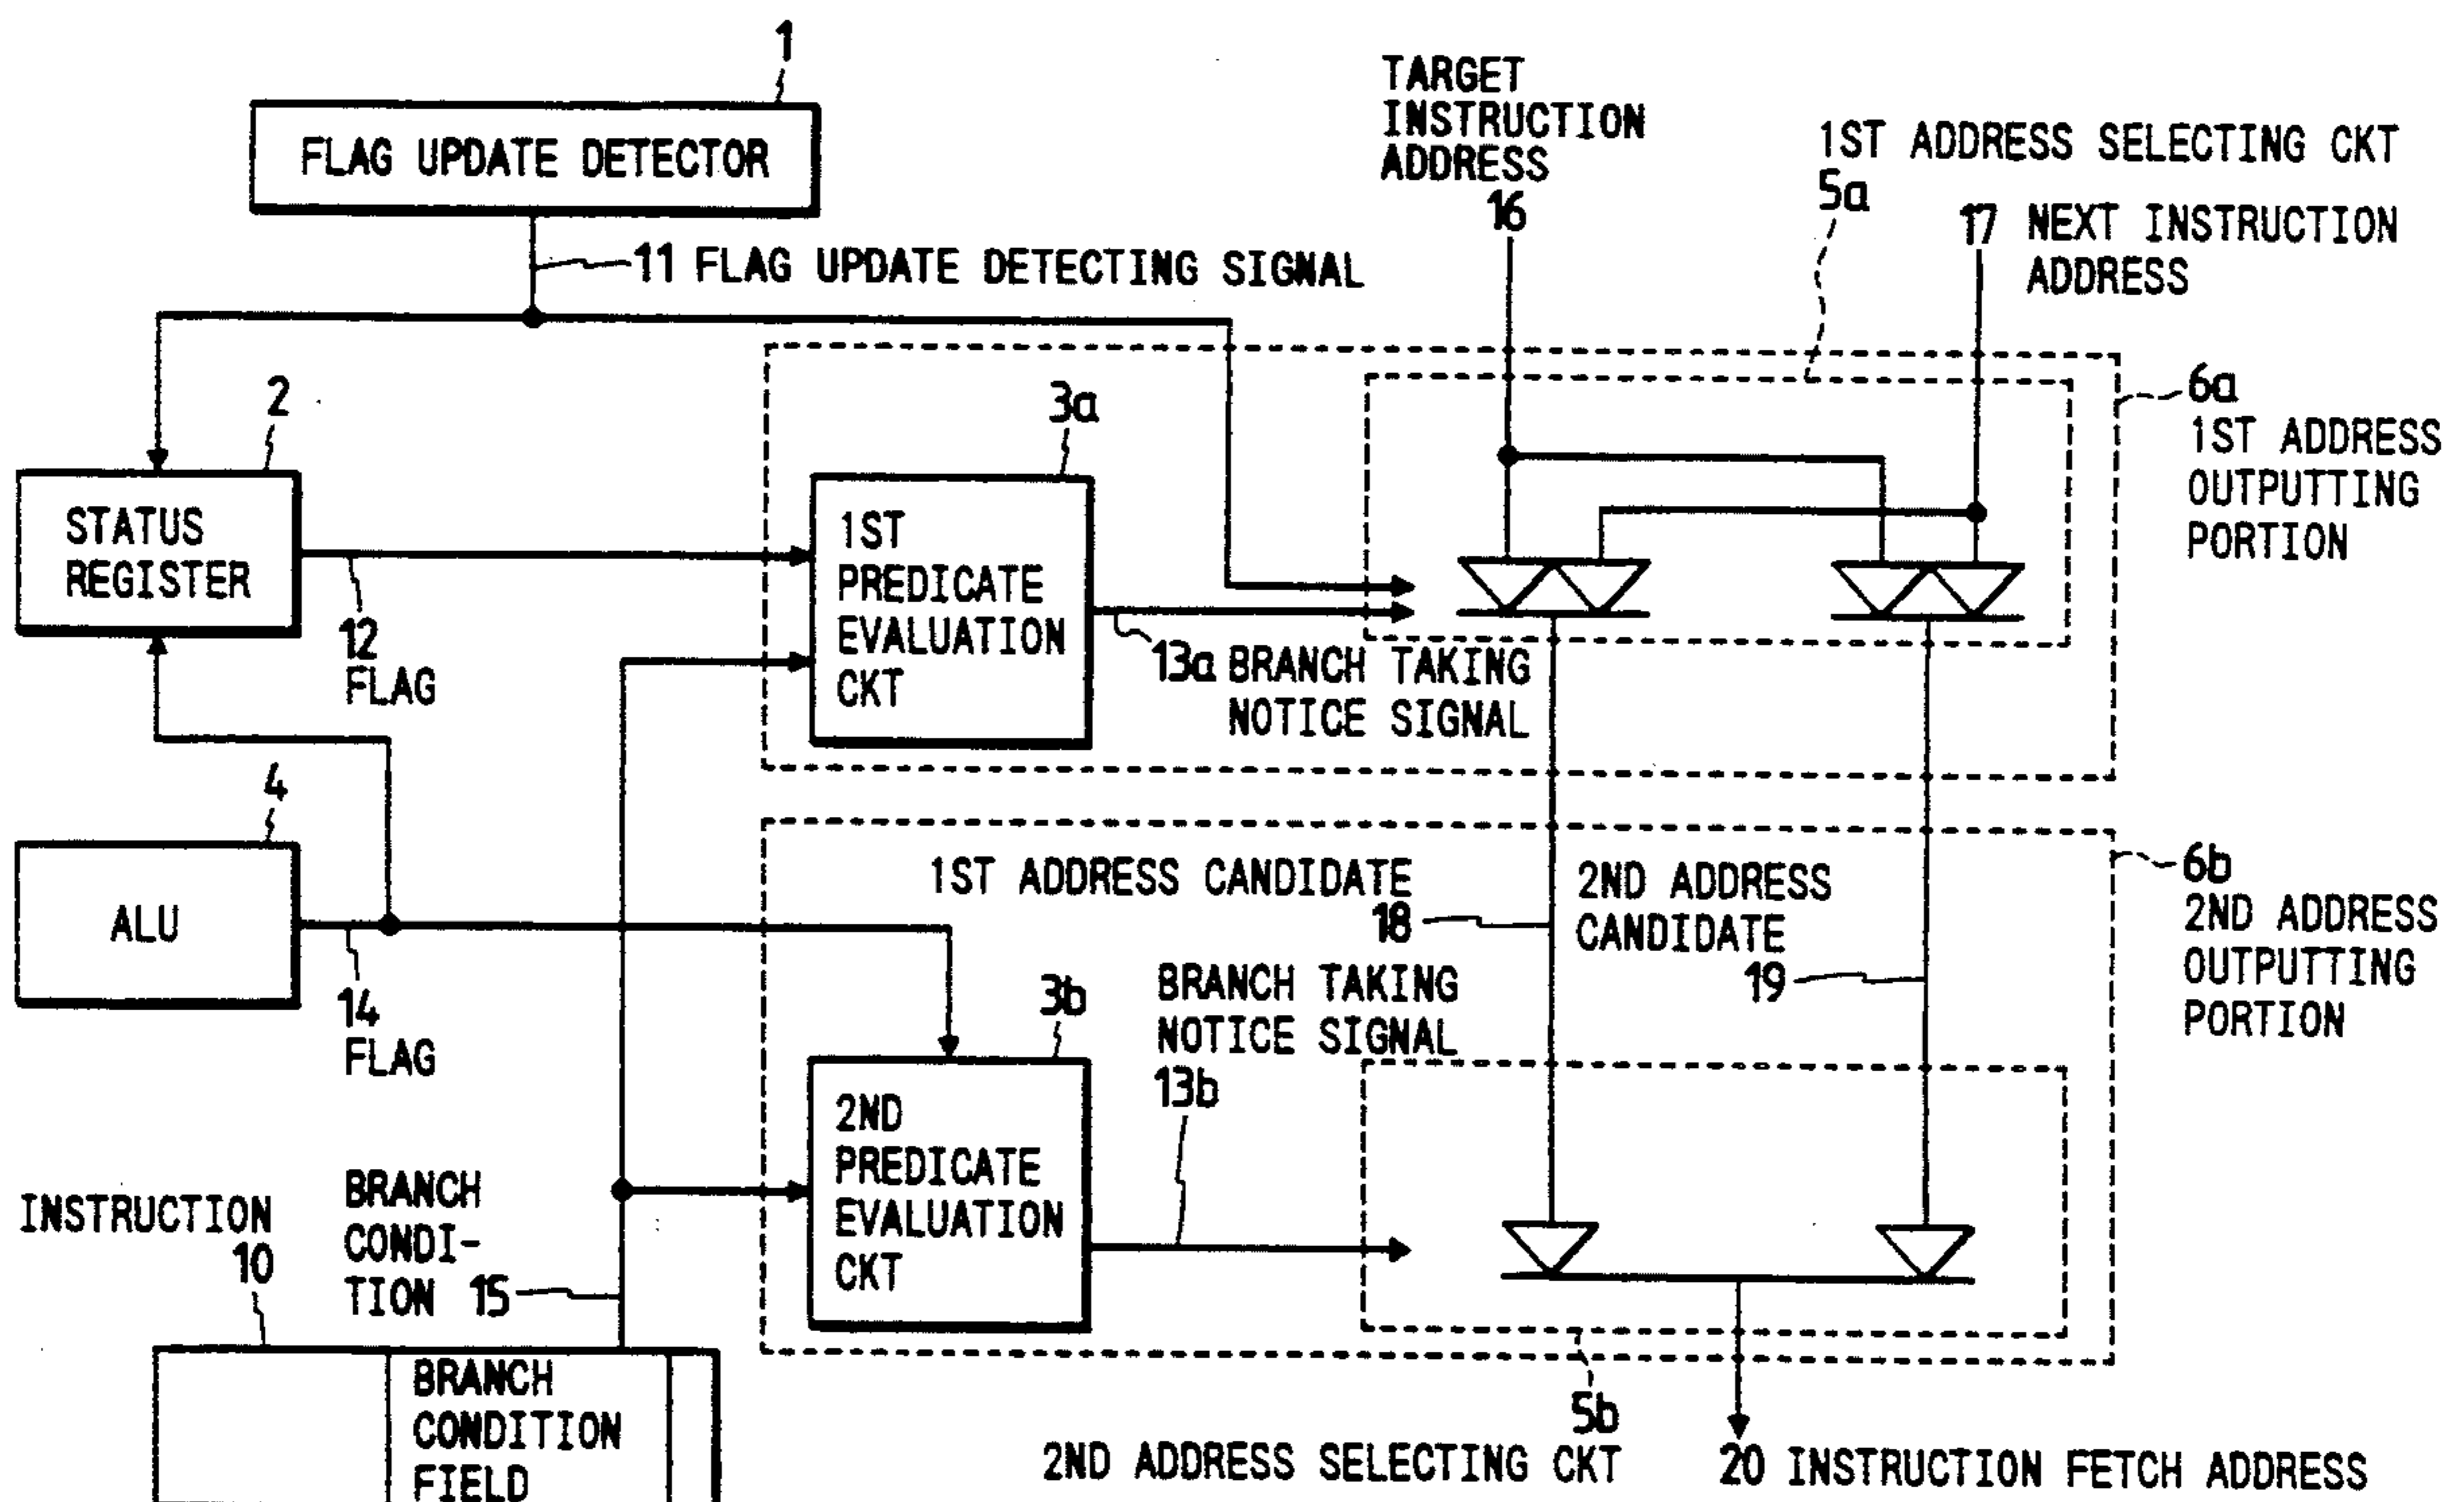 1
FLAG UPDATE DETECTOR
11 FLAG UPDATE DETECTING SIGNAL
TARGET
INSTRUCTION
ADDRESS
16
1ST ADDRESS SELECTING CKT
5a
17 NEXT INSTRUCTION
ADDRESS
2
STATUS
REGISTER
12
FLAG
3a
1ST
PREDICATE
EVALUATION
CKT
13a BRANCH TAKING
NOTICE SIGNAL
6a
1ST ADDRESS
OUTPUTTING
PORTION
4
ALU
14
FLAG
1ST ADDRESS CANDIDATE
18
2ND ADDRESS
CANDIDATE
19
6b
2ND ADDRESS
OUTPUTTING
PORTION
3b
2ND
PREDICATE
EVALUATION
CKT
BRANCH TAKING
NOTICE SIGNAL
13b
INSTRUCTION
10
BRANCH
CONDI-
TION 15
BRANCH
CONDITION
FIELD
5b
2ND ADDRESS SELECTING CKT
20 INSTRUCTION FETCH ADDRESS